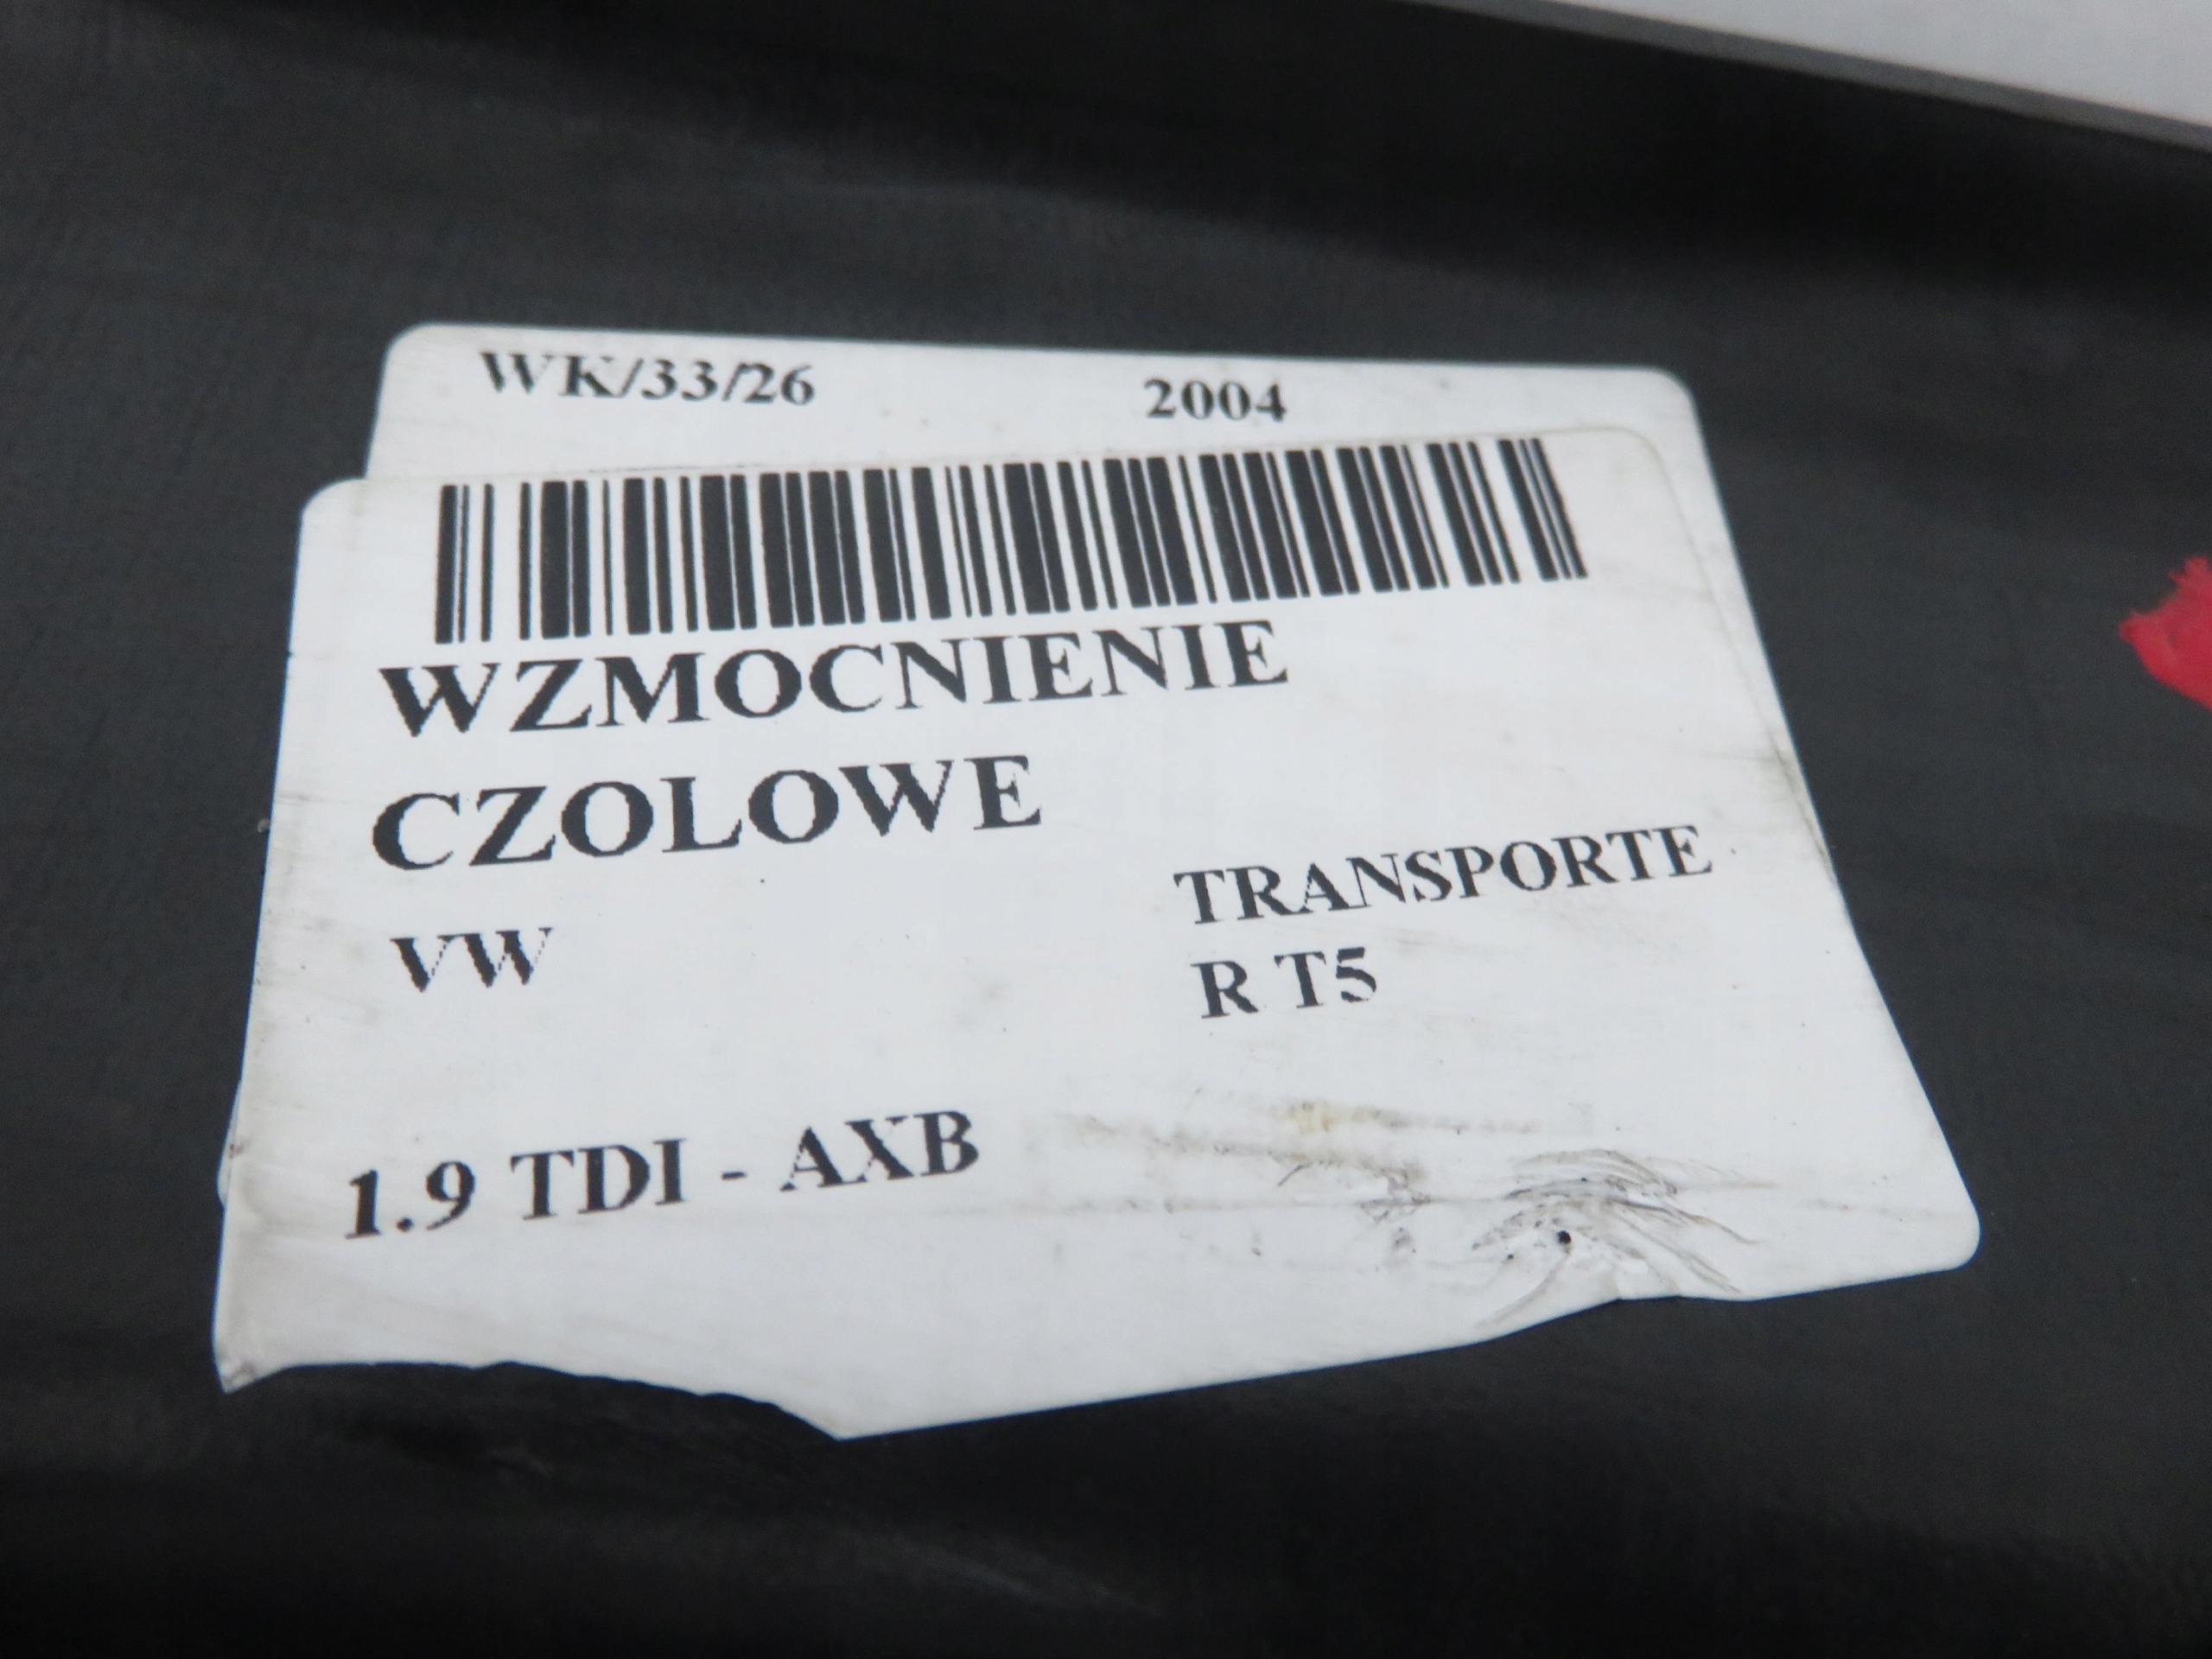 WK/33/26 2004
WZMOCNIENIE
CZOLOWE
VW TRANSPORTE
R T5
1.9 TDI - AXB